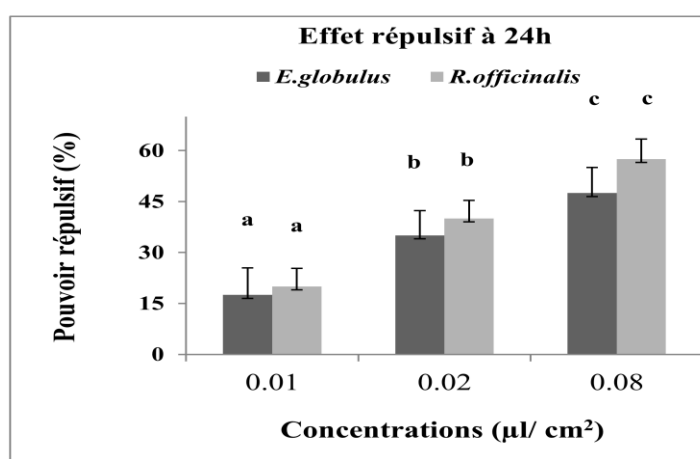 Effet répulsif à 24h
E.globulus R.officinalis
c c
b b
a a
Pouvoir répulsif (%)
60
45
30
15
0
0.01 0.02 0.08
Concentrations (µl/ cm²)